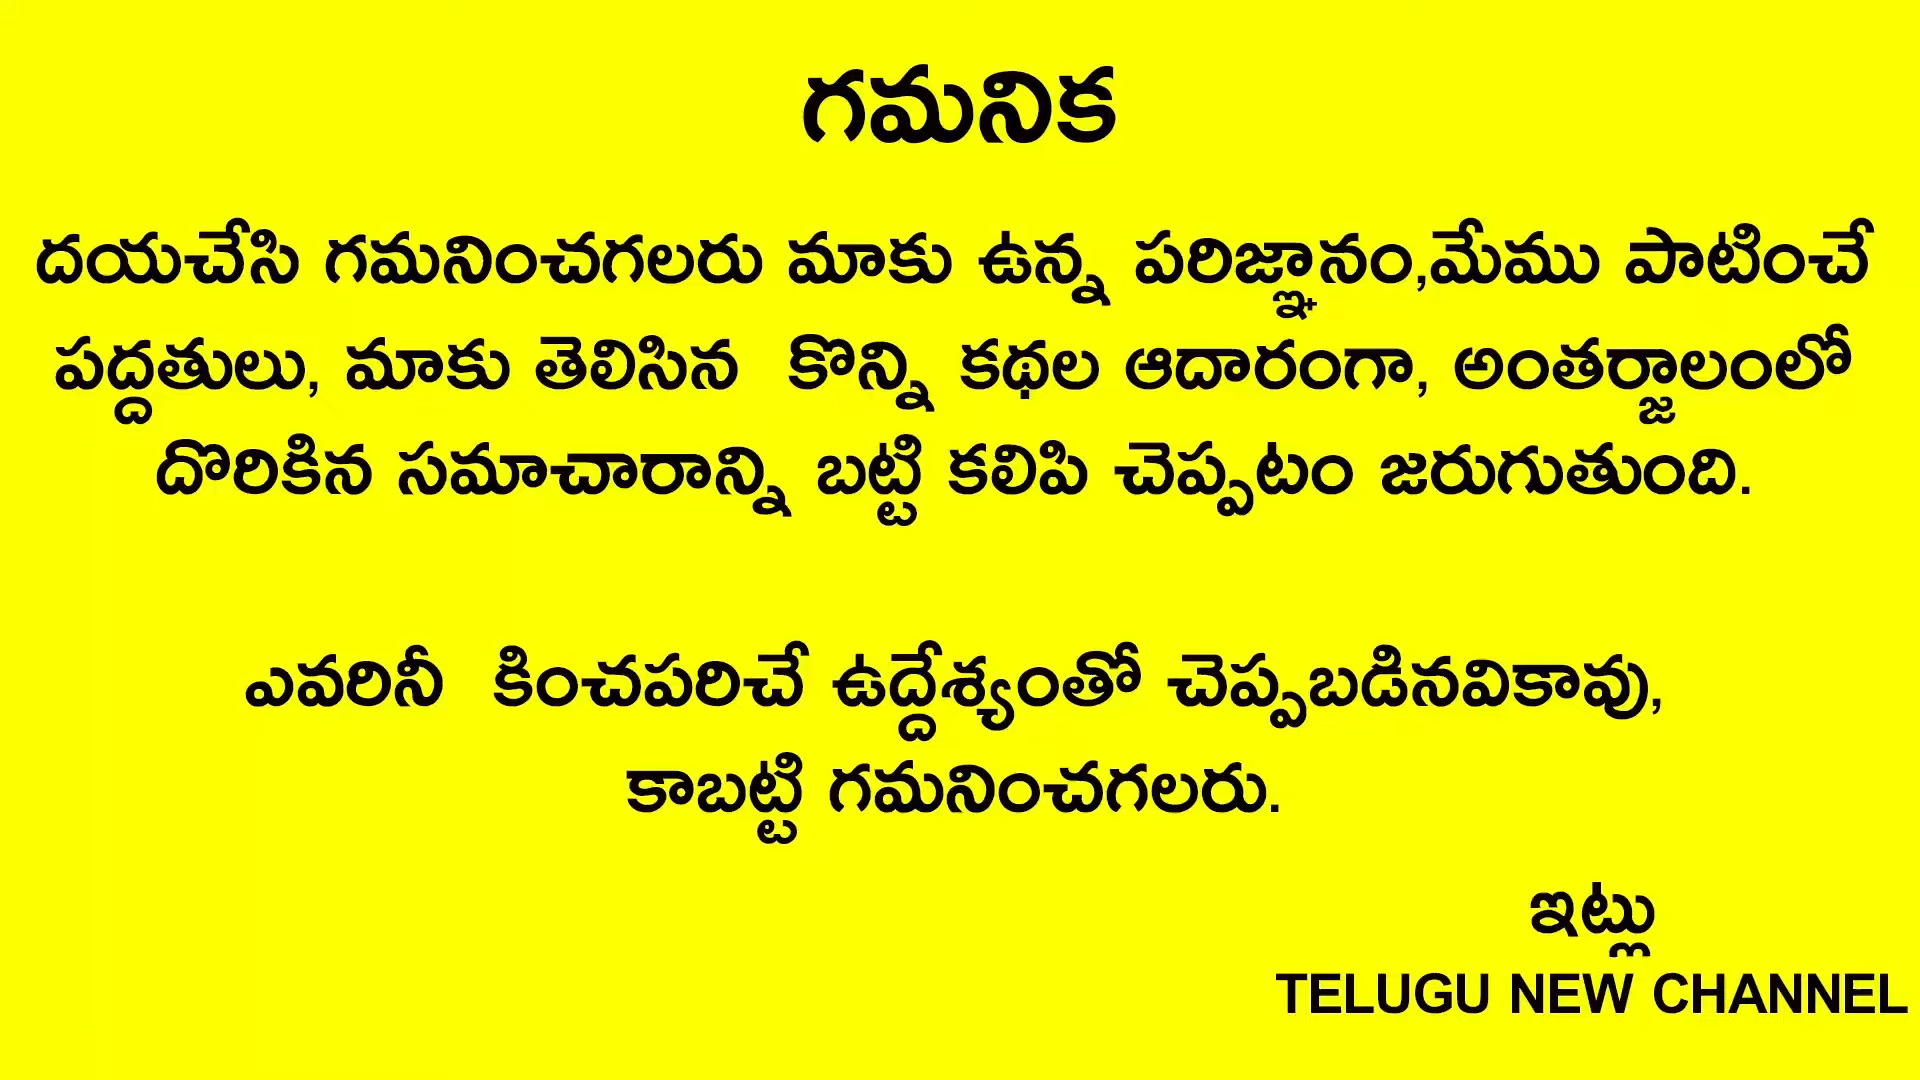 గమనిక
దయచేసి గమనించగలరు మాకు ఉన్న పరిజ్ఞానం,మేము పాటించే
పద్దతులు, మాకు తెలిసిన కొన్ని కథల ఆదారంగా, అంతర్జాలంలో
దొరికిన సమాచారాన్ని బట్టి కలిపి చెప్పటం జరుగుతుంది.
ఎవరినీ కించపరిచే ఉద్దేశ్యంతో చెప్పబడినవికావు,
కాబట్టి గమనించగలరు.
ఇట్లు
TELUGU NEW CHANNEL